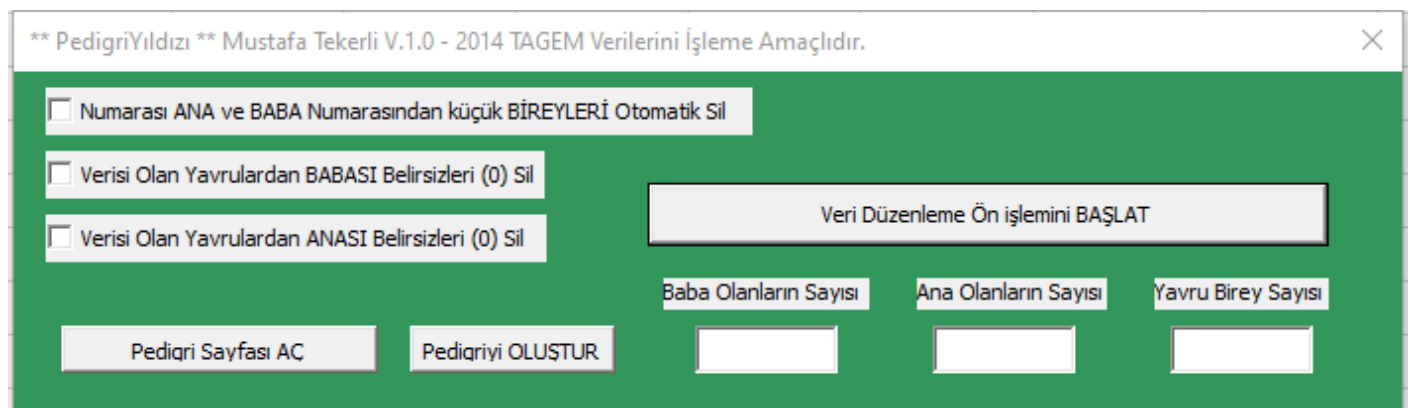 ** PedigriYıldızı ** Mustafa Tekerli V.1.0 - 2014 TAGEM Verilerini İşleme Amaçlıdır.
Numarası ANA ve BABA Numarasından küçük BİREYLERİ Otomatik Sil
Verisi Olan Yavrulardan BABASI Belirsizleri (0) Sil
Verisi Olan Yavrulardan ANASI Belirsizleri (0) Sil
Veri Düzenleme Ön işlemini BAŞLAT
Baba Olanların Sayısı Ana Olanların Sayısı Yavru Birey Sayısı
Pedigri Sayfası AÇ Pedigriyi OLUŞTUR